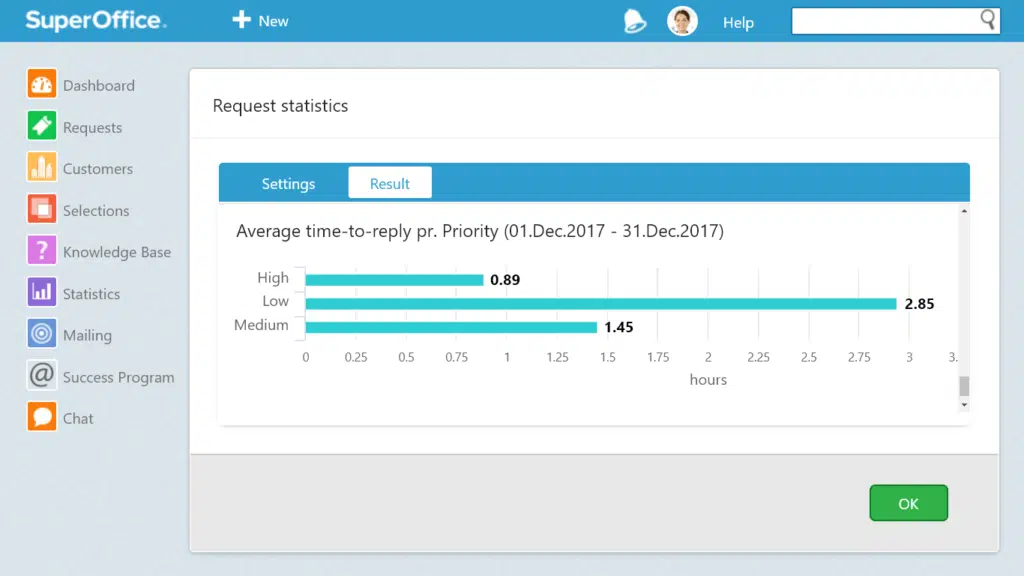 SuperOffice.
New
Help
Dashboard
Requests
Customers
Selections
Knowledge Base
Statistics
Mailing
Success Program
Chat
Request statistics
Settings Result
Average time-to-reply pr. Priority (01.Dec.2017 - 31.Dec.2017)
High 0.89
Low 2.85
Medium 1.45
0 0.25 0.5 0.75 1 1.25 1.5 1.75 2 2.25 2.5 2.75 3 3.
hours
OK